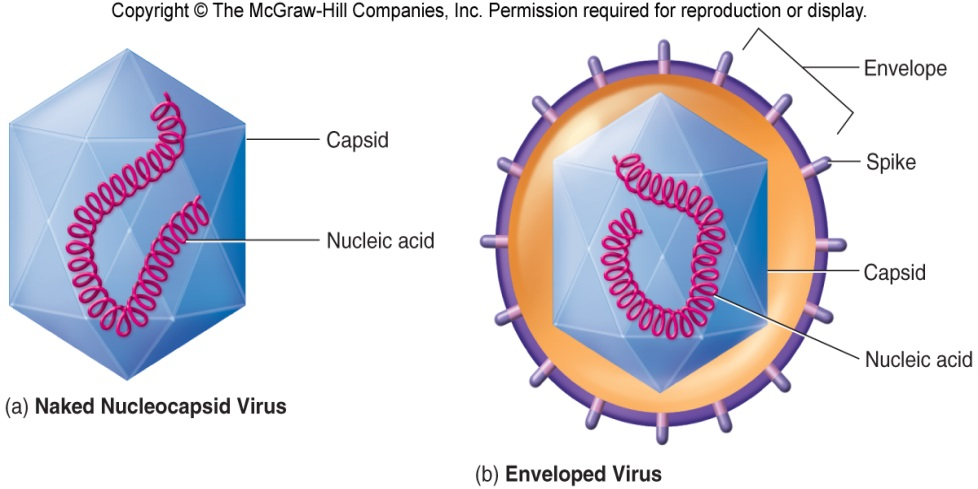 Copyright © The McGraw-Hill Companies, Inc. Permission required for reproduction or display.
Capsid
Nucleic acid
(a) Naked Nucleocapsid Virus
Envelope
Spike
Capsid
Nucleic acid
(b) Enveloped Virus